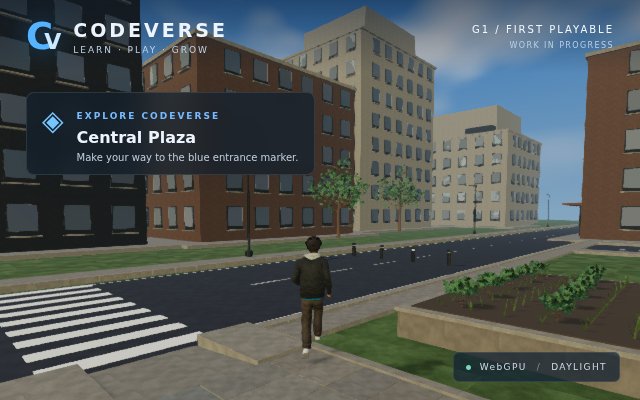 CV
CODEVERSE
LEARN · PLAY · GROW
G1 / FIRST PLAYABLE
WORK IN PROGRESS
EXPLORE CODEVERSE
Central Plaza
Make your way to the blue entrance marker.
WebGPU / DAYLIGHT